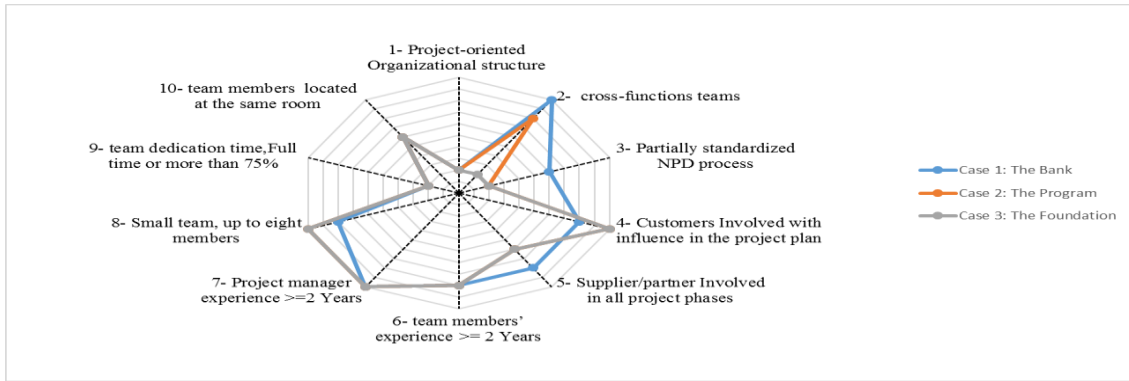 1- Project-oriented
Organizational structure
2- cross-functions teams
3- Partially standardized
NPD process
4- Customers Involved with
influence in the project plan
5- Supplier/partner Involved
in all project phases
6- team members’
experience >= 2 Years
7- Project manager
experience >=2 Years
8- Small team, up to eight
members
9- team dedication time,Full
time or more than 75%
10- team members located
at the same room
Case 1: The Bank
Case 2: The Program
Case 3: The Foundation